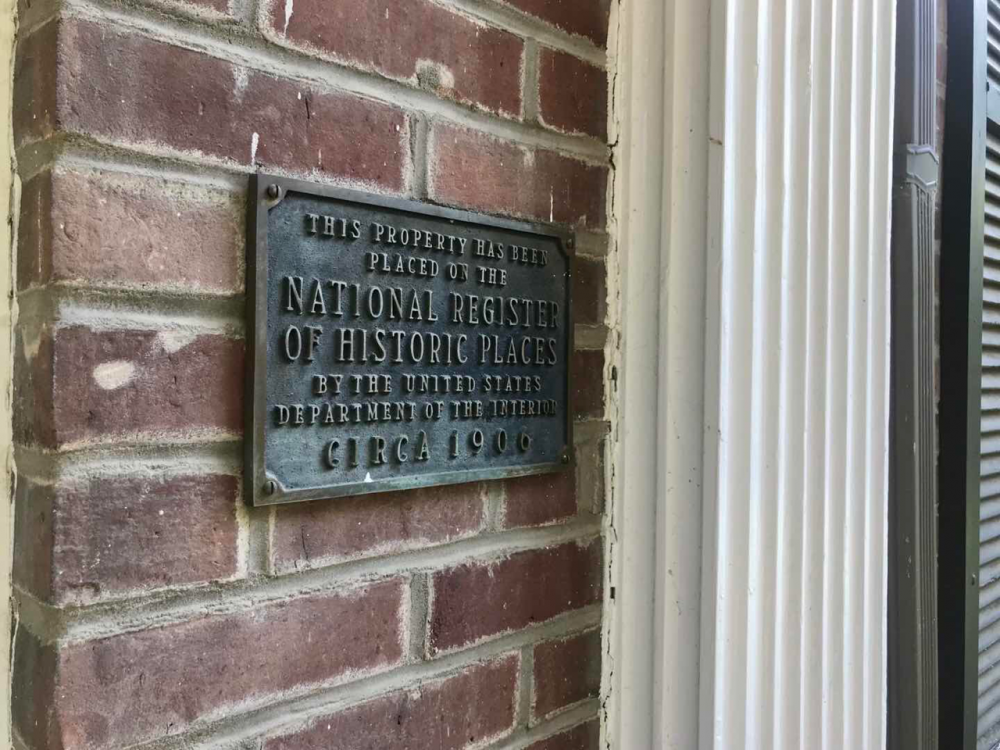 THIS PROPERTY HAS BEEN
PLACED ON THE
NATIONAL REGISTER
OF HISTORIC PLACES
BY THE UNITED STATES
DEPARTMENT OF THE INTERIOR
CIRCA 1906